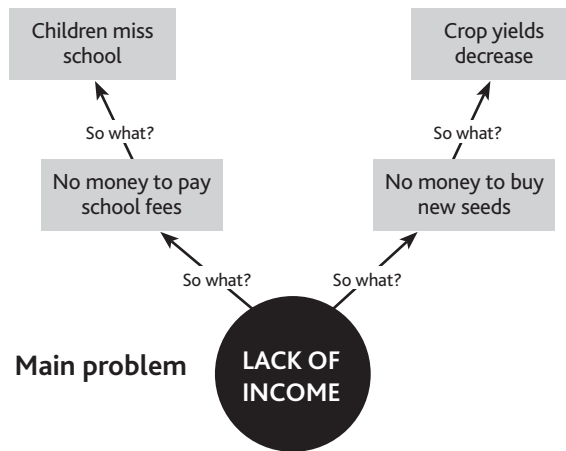 Children miss
school
Crop yields
decrease
So what?
So what?
No money to pay
school fees
No money to buy
new seeds
So what?
So what?
Main problem
LACK OF
INCOME